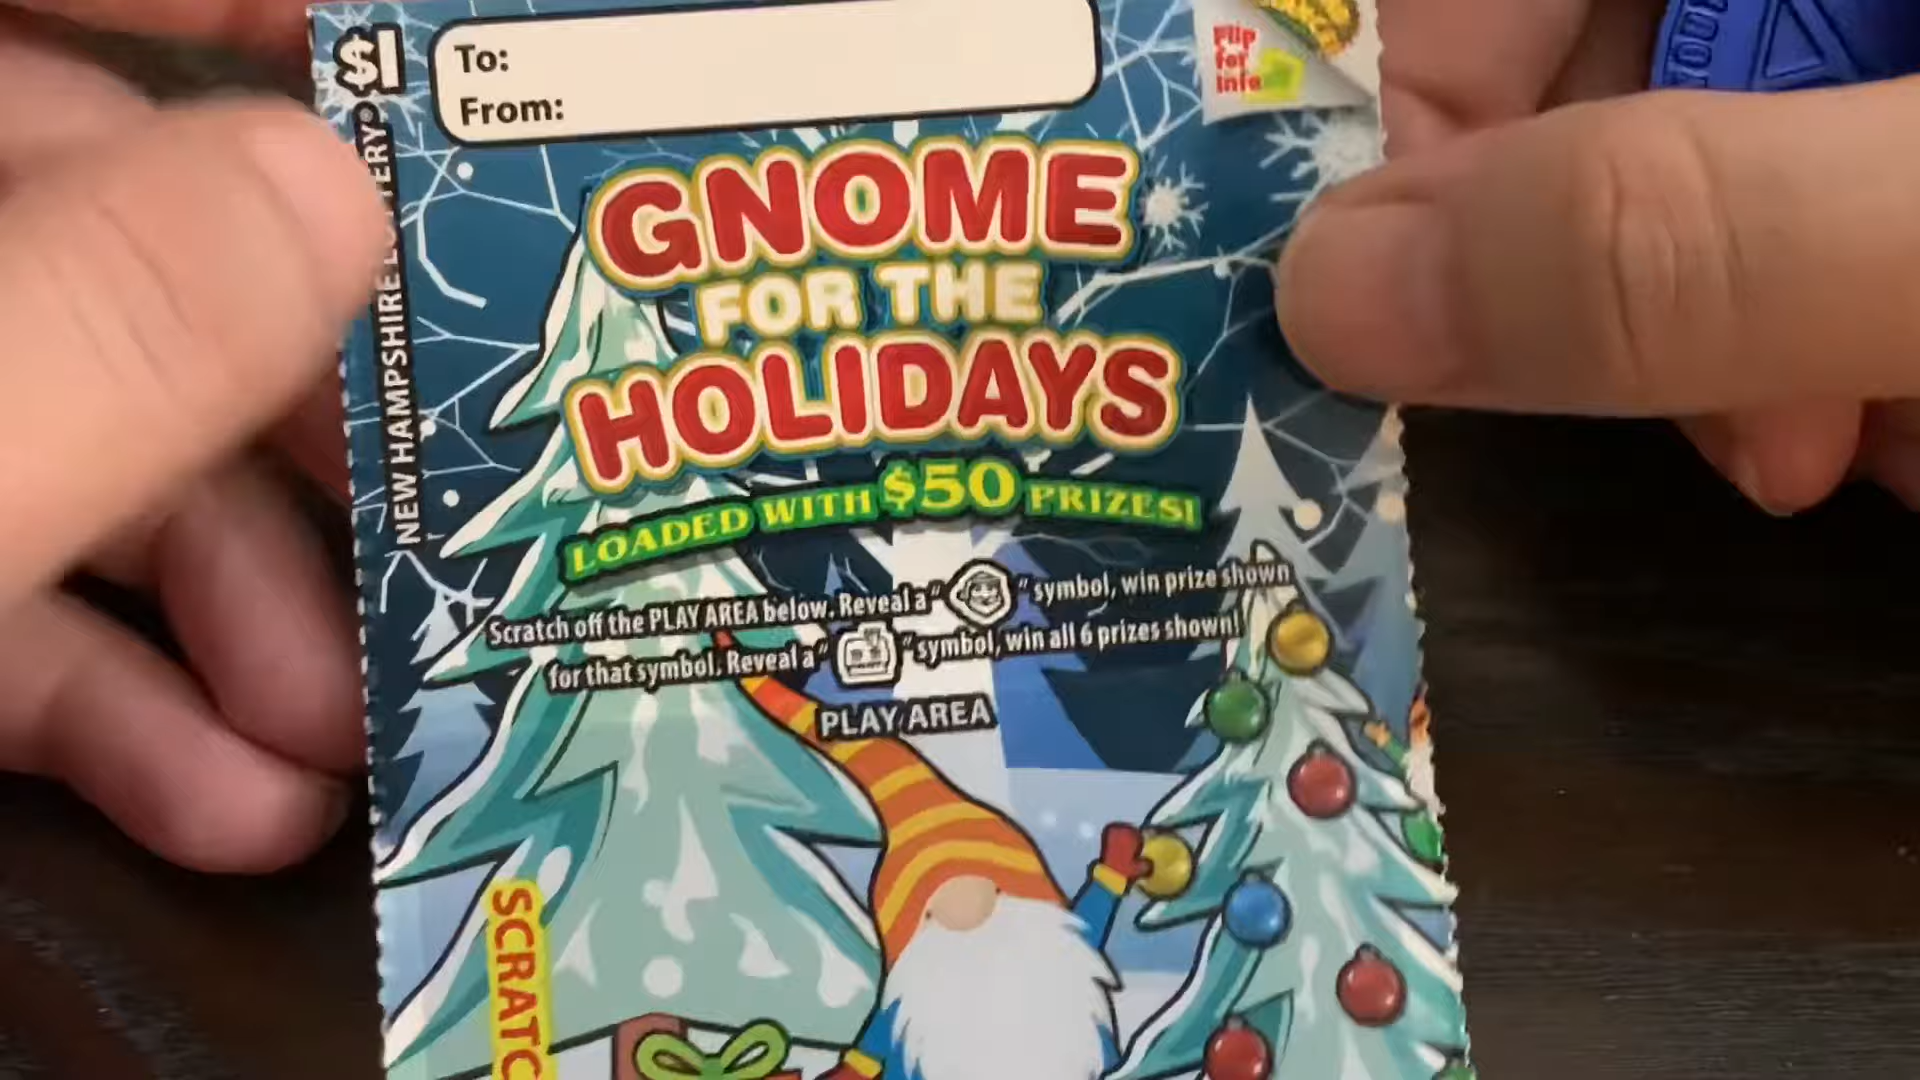 $1
To:
From:
Flip
for
Info
NEW HAMPSHIRE LOTTERY®
GNOME
FOR THE
HOLIDAYS
LOADED WITH $50 PRIZES!
Scratch off the PLAY AREA below. Reveal a " " symbol, win prize shown
for that symbol. Reveal a " " symbol, win all 6 prizes shown!
PLAY AREA
SCRATC